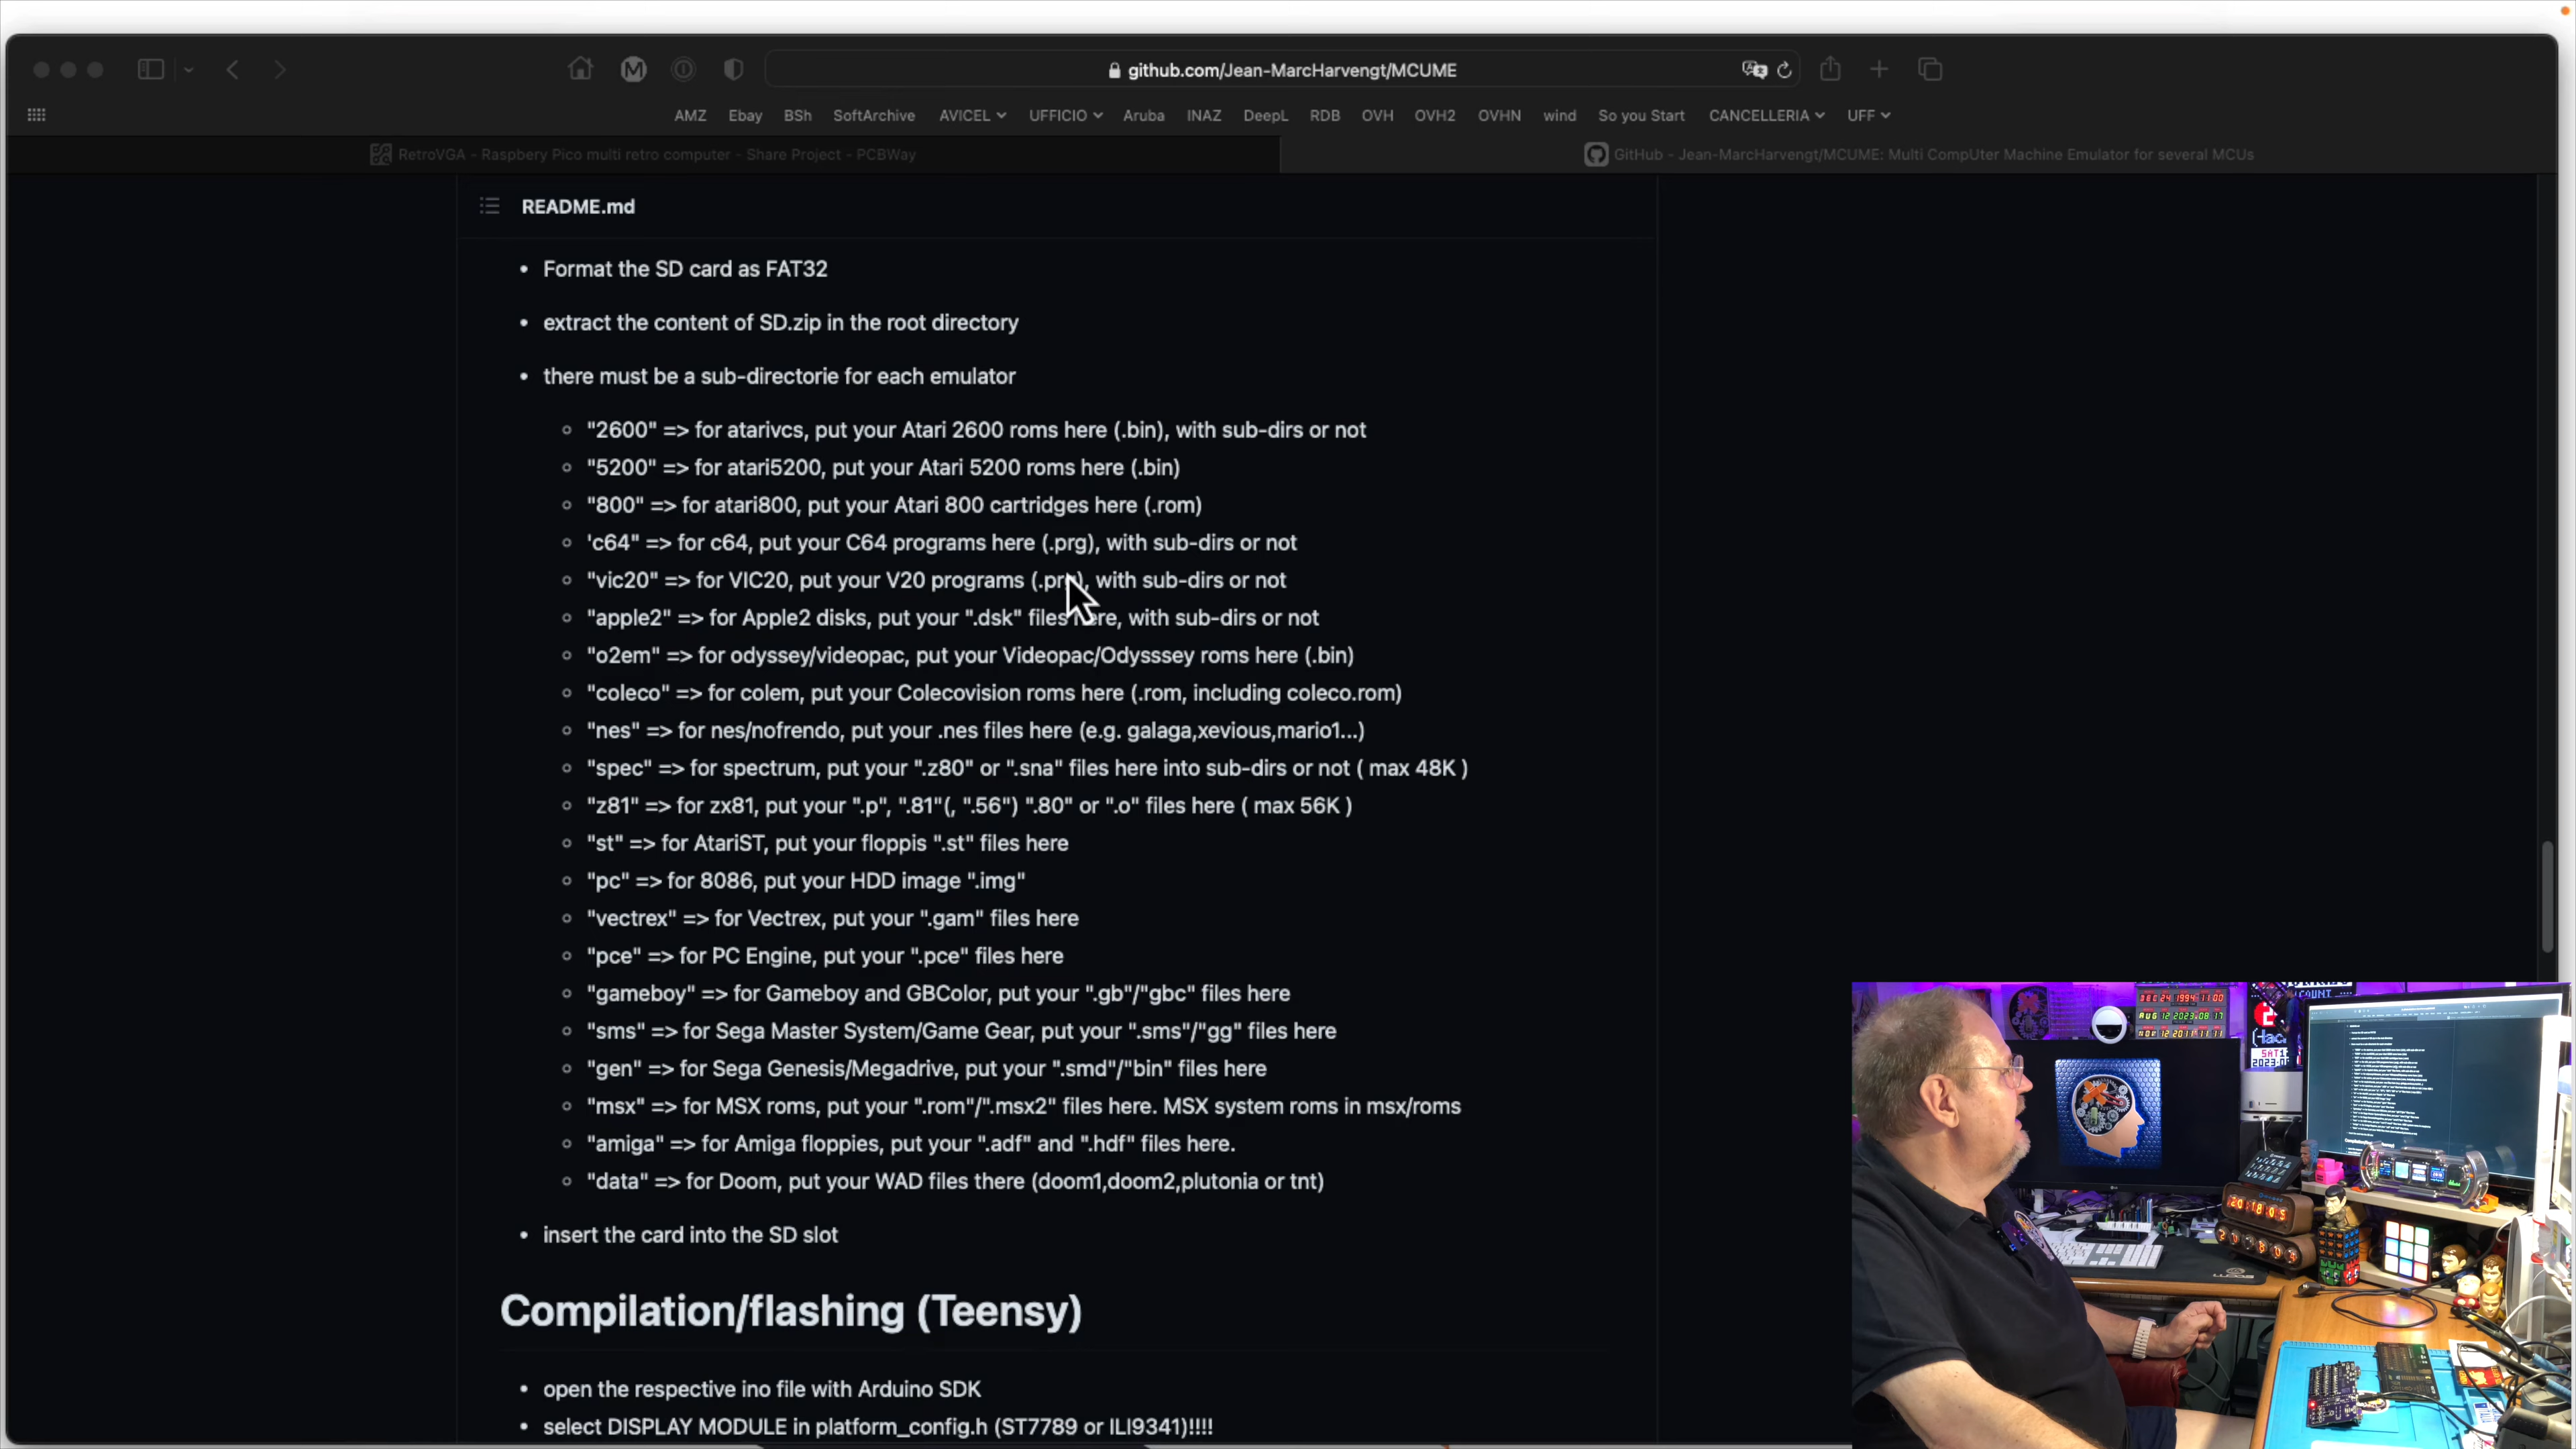 github.com/Jean-MarcHarvengt/MCUME
AMZ Ebay BSh SoftArchive AVICEL UFFICIO Aruba INAZ DeepL RDB OVH OVH2 OVHN wind So you Start CANCELLERIA UFF
RetroVGA - Raspbery Pico multi retro computer - Share Project - PCBWay
GitHub - Jean-MarcHarvengt/MCUME: Multi CompUter Machine Emulator for several MCUs
README.md
• Format the SD card as FAT32
• extract the content of SD.zip in the root directory
• there must be a sub-directorie for each emulator
"2600" => for atarivcs, put your Atari 2600 roms here (.bin), with sub-dirs or not
"5200" => for atari5200, put your Atari 5200 roms here (.bin)
"800" => for atari800, put your Atari 800 cartridges here (.rom)
'c64" => for c64, put your C64 programs here (.prg), with sub-dirs or not
"vic20" => for VIC20, put your V20 programs with sub-dirs or not
"apple2" => for Apple2 disks, put your ".dsk" files here, with sub-dirs or not
"o2em" => for odyssey/videopac, put your Videopac/Odysssey roms here (.bin)
"coleco" => for colem, put your Colecovision roms here (.rom, including coleco.rom)
"nes" => for nes/nofrendo, put your .nes files here (e.g. galaga,xevious,mario1...)
"spec" => for spectrum, put your ".z80" or ".sna" files here into sub-dirs or not ( max 48K )
"z81" => for zx81, put your ".p", ".81"(, ".56") ".80" or ".o" files here ( max 56K )
"st" => for AtariST, put your floppis ".st" files here
"pc" => for 8086, put your HDD image ".img"
"vectrex" => for Vectrex, put your ".gam" files here
"pce" => for PC Engine, put your ".pce" files here
"gameboy" => for Gameboy and GBColor, put your ".gb"/"gbc" files here
"sms" => for Sega Master System/Game Gear, put your ".sms"/"gg" files here
"gen" => for Sega Genesis/Megadrive, put your ".smd"/"bin" files here
"msx" => for MSX roms, put your ".rom"/".msx2" files here. MSX system roms in msx/roms
"amiga" => for Amiga floppies, put your ".adf" and ".hdf" files here.
"data" => for Doom, put your WAD files there (doom1,doom2,plutonia or tnt)
• insert the card into the SD slot
Compilation/flashing (Teensy)
• open the respective ino file with Arduino SDK
• select DISPLAY MODULE in platform_config.h (ST7789 or ILI9341)!!!!
DEC 24 1994 11:00
AUG 12 2023 08 17
NOV 12 2011 11 11
COUNT